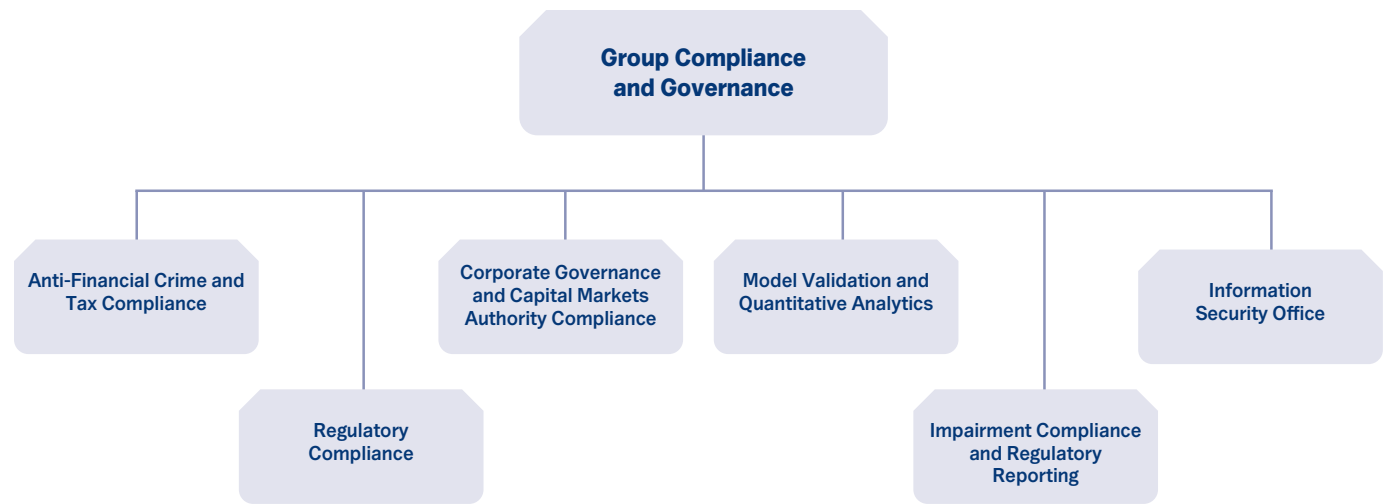 Group Compliance
and Governance
Anti-Financial Crime and
Tax Compliance
Corporate Governance
and Capital Markets
Authority Compliance
Model Validation and
Quantitative Analytics
Information
Security Office
Regulatory
Compliance
Impairment Compliance
and Regulatory
Reporting